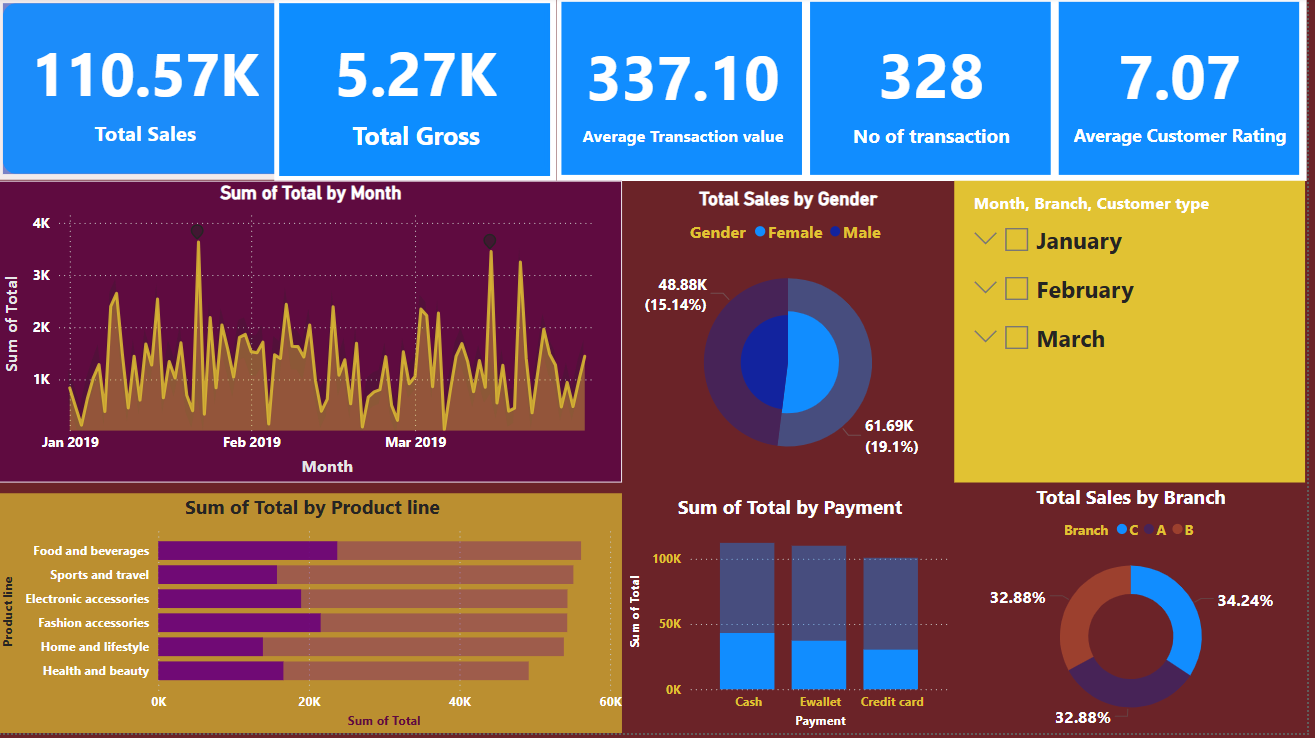 110.57K
Total Sales
5.27K
Total Gross
337.10
Average Transaction value
328
No of transaction
7.07
Average Customer Rating
Sum of Total by Month
4K
3K
2K
1K
Sum of Total
Jan 2019
Feb 2019
Mar 2019
Month
Total Sales by Gender
Gender Female Male
48.88K
(15.14%)
61.69K
(19.1%)
Month, Branch, Customer type
January
February
March
Sum of Total by Product line
Product line
Food and beverages
Sports and travel
Electronic accessories
Fashion accessories
Home and lifestyle
Health and beauty
0K
20K
40K
60K
Sum of Total
Sum of Total by Payment
Sum of Total
100K
50K
0K
Cash
Ewallet
Credit card
Payment
Total Sales by Branch
Branch C A B
32.88%
34.24%
32.88%